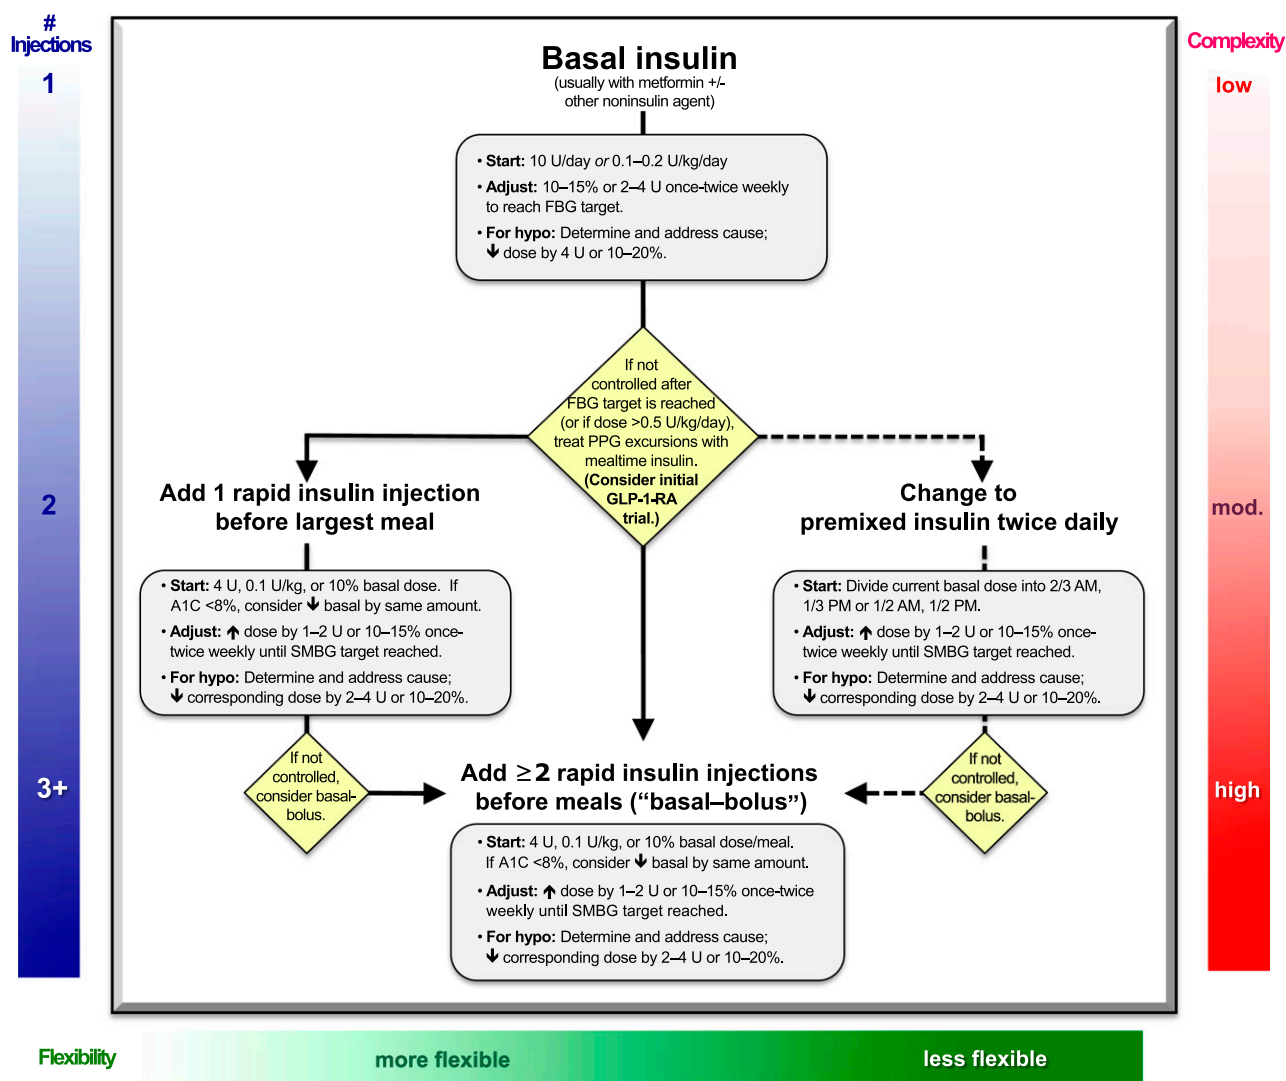 #
Injections
1
2
3+
Complexity
low
mod.
high
Basal insulin
(usually with metformin +/-
other noninsulin agent)
• Start: 10 U/day or 0.1–0.2 U/kg/day
• Adjust: 10–15% or 2–4 U once-twice weekly
to reach FBG target.
• For hypo: Determine and address cause;
↓ dose by 4 U or 10–20%.
If not
controlled after
FBG target is reached
(or if dose >0.5 U/kg/day),
treat PPG excursions with
mealtime insulin.
(Consider initial
GLP-1-RA
trial.)
Add 1 rapid insulin injection
before largest meal
• Start: 4 U, 0.1 U/kg, or 10% basal dose. If
A1C <8%, consider ↓ basal by same amount.
• Adjust: ↑ dose by 1–2 U or 10–15% once-
twice weekly until SMBG target reached.
• For hypo: Determine and address cause;
↓ corresponding dose by 2–4 U or 10–20%.
If not
controlled,
consider basal-
bolus.
Change to
premixed insulin twice daily
• Start: Divide current basal dose into 2/3 AM,
1/3 PM or 1/2 AM, 1/2 PM.
• Adjust: ↑ dose by 1–2 U or 10–15% once-
twice weekly until SMBG target reached.
• For hypo: Determine and address cause;
↓ corresponding dose by 2–4 U or 10–20%.
If not
controlled,
consider basal-
bolus.
Add ≥2 rapid insulin injections
before meals (“basal–bolus”)
• Start: 4 U, 0.1 U/kg, or 10% basal dose/meal.
If A1C <8%, consider ↓ basal by same amount.
• Adjust: ↑ dose by 1–2 U or 10–15% once-twice
weekly until SMBG target reached.
• For hypo: Determine and address cause;
↓ corresponding dose by 2–4 U or 10–20%.
Flexibility
more flexible
less flexible